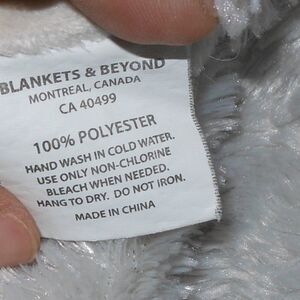 BLANKETS & BEYOND
MONTREAL, CANADA
CA 40499
100% POLYESTER
HAND WASH IN COLD WATER.
USE ONLY NON-CHLORINE
BLEACH WHEN NEEDED.
HANG TO DRY. DO NOT IRON.
MADE IN CHINA